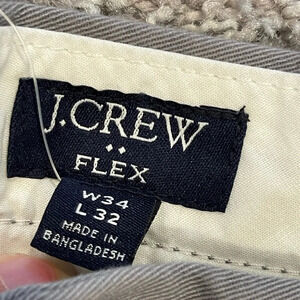 J.CREW
FLEX
W34
L 32
MADE IN
BANGLADESH